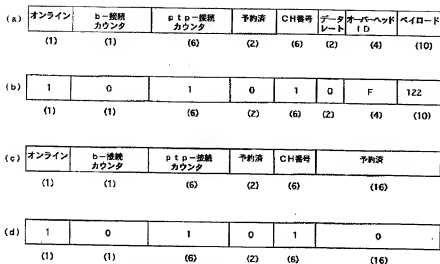 (a) オンライン b-接続カウンタ ptp-接続カウンタ 予約済 CH番号 データレート オーバーヘッドID ペイロード
(1) (1) (6) (2) (6) (2) (4) (10)
(b) 1 0 1 0 1 0 F 122
(1) (1) (6) (2) (6) (2) (4) (10)
(c) オンライン b-接続カウンタ ptp-接続カウンタ 予約済 CH番号 予約済
(1) (1) (6) (2) (6) (16)
(d) 1 0 1 0 1 0
(1) (1) (6) (2) (6) (16)